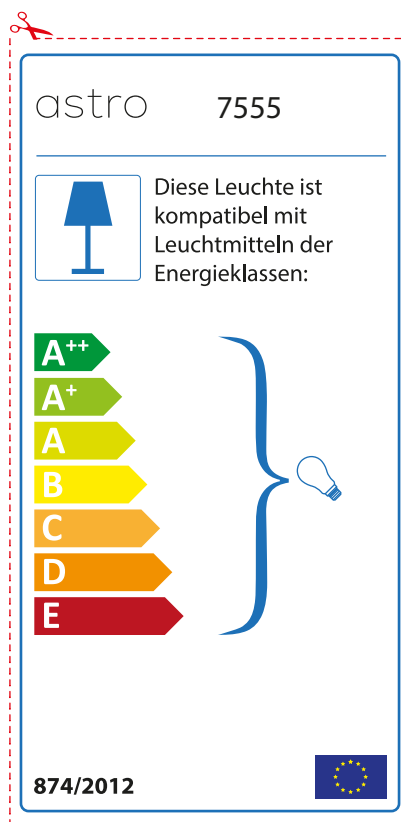 astro 7555
Diese Leuchte ist
kompatibel mit
Leuchtmitteln der
Energieklassen:
A++
A+
A
B
C
D
E
874/2012